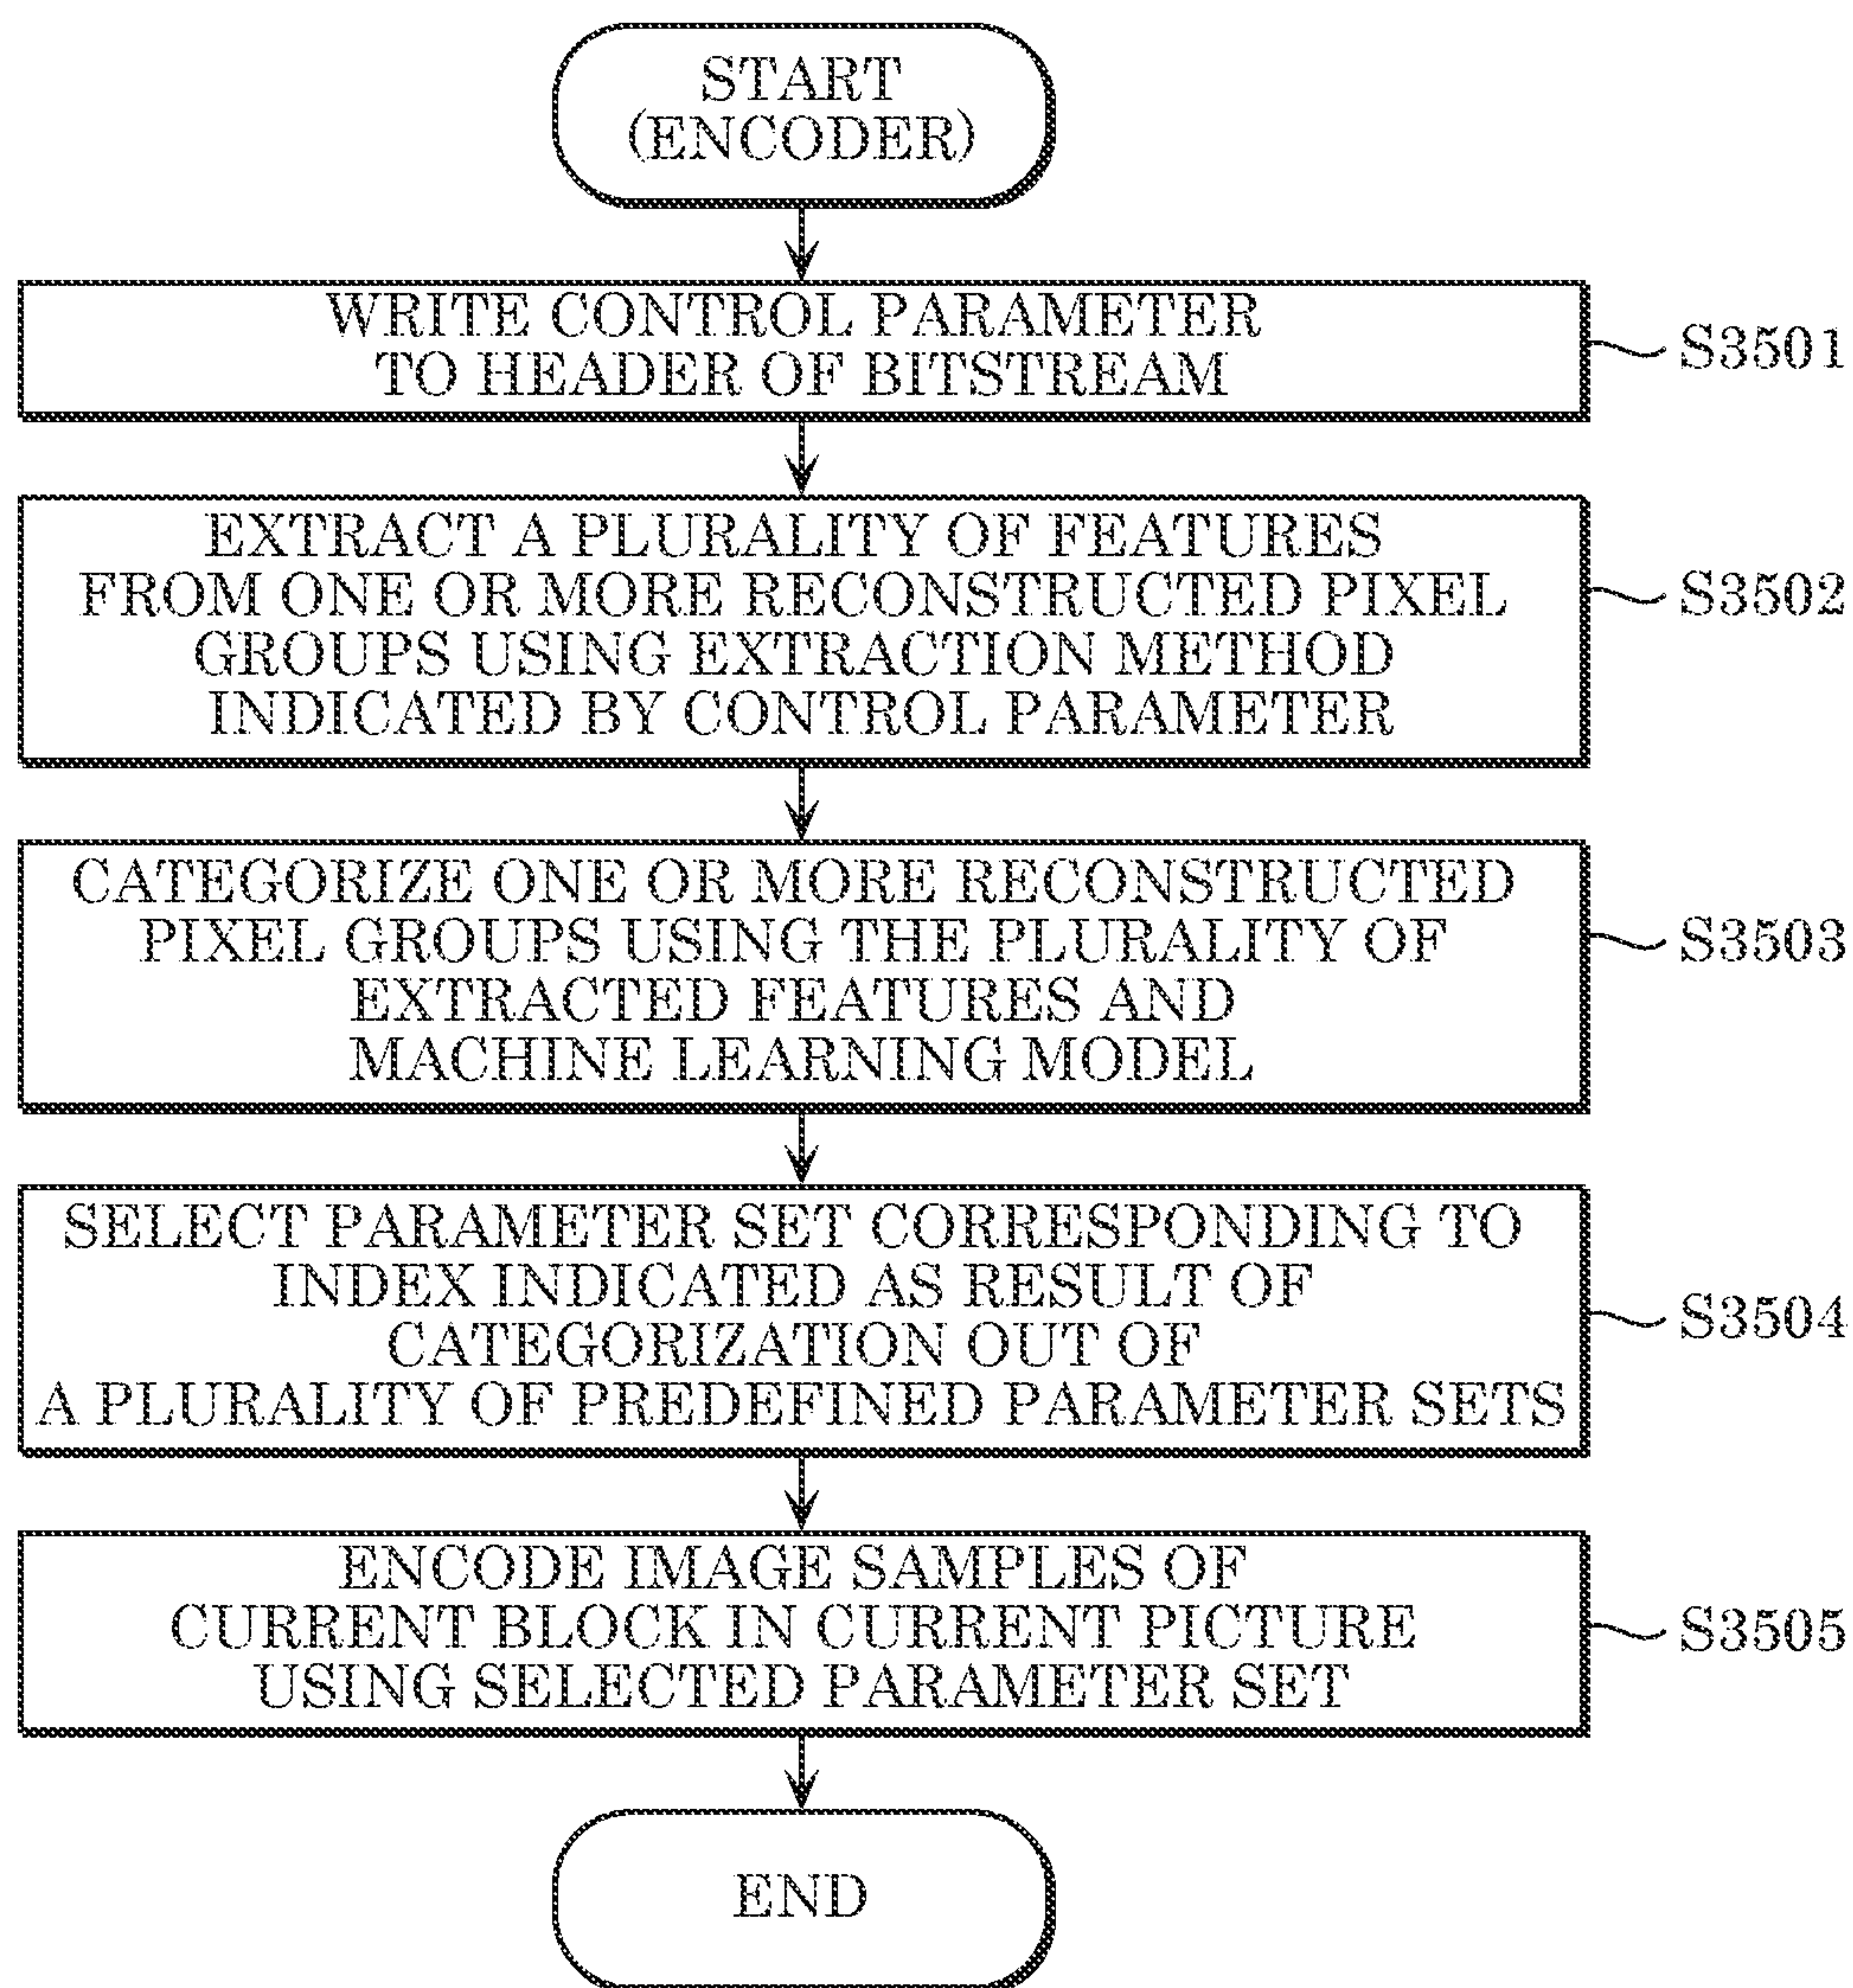 START
(ENCODER)
WRITE CONTROL PARAMETER
TO HEADER OF BITSTREAM
S3501
EXTRACT A PLURALITY OF FEATURES
FROM ONE OR MORE RECONSTRUCTED PIXEL
GROUPS USING EXTRACTION METHOD
INDICATED BY CONTROL PARAMETER
S3502
CATEGORIZE ONE OR MORE RECONSTRUCTED
PIXEL GROUPS USING THE PLURALITY OF
EXTRACTED FEATURES AND
MACHINE LEARNING MODEL
S3503
SELECT PARAMETER SET CORRESPONDING TO
INDEX INDICATED AS RESULT OF
CATEGORIZATION OUT OF
A PLURALITY OF PREDEFINED PARAMETER SETS
S3504
ENCODE IMAGE SAMPLES OF
CURRENT BLOCK IN CURRENT PICTURE
USING SELECTED PARAMETER SET
S3505
END